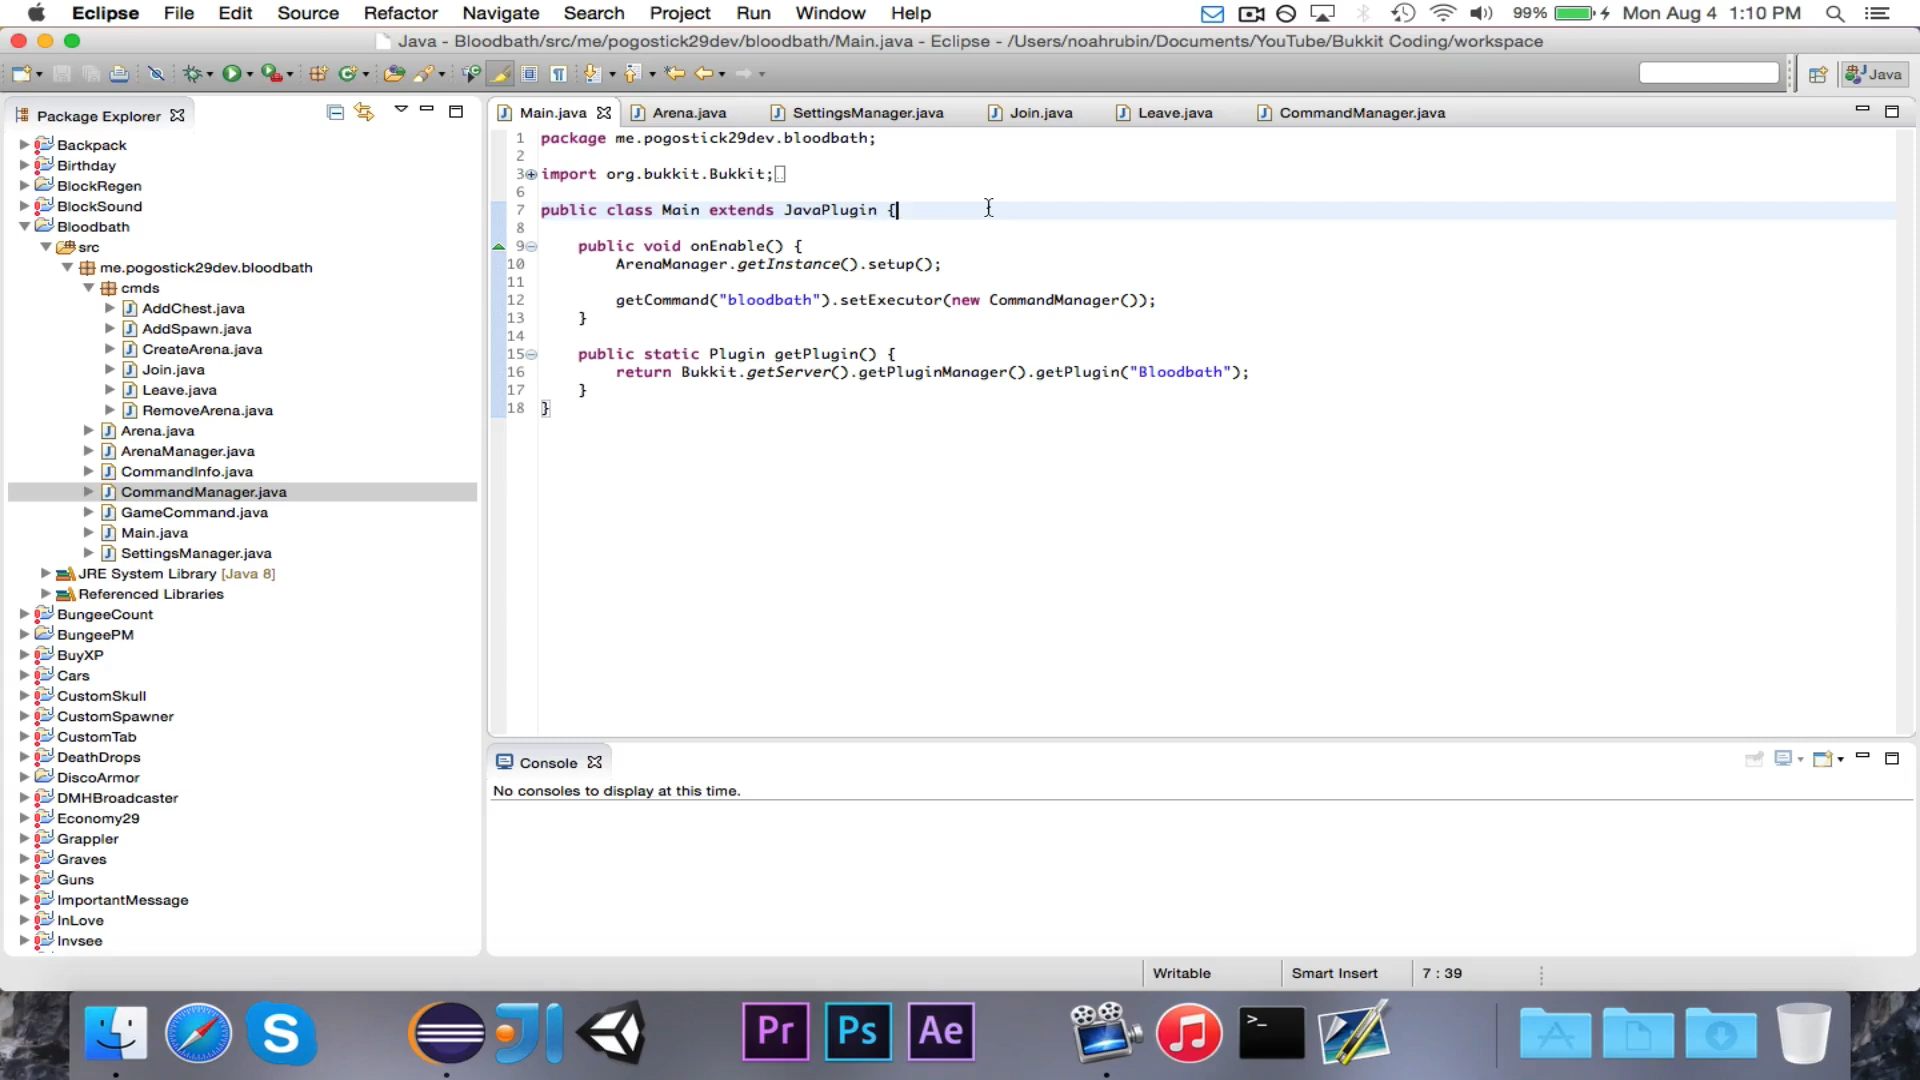 Eclipse File Edit Source Refactor Navigate Search Project Run Window Help 99% Mon Aug 4 1:10 PM
Java - Bloodbath/src/me/pogostick29dev/bloodbath/Main.java - Eclipse - /Users/noahrubin/Documents/YouTube/Bukkit Coding/workspace
Java
Package Explorer
Backpack
Birthday
BlockRegen
BlockSound
Bloodbath
src
me.pogostick29dev.bloodbath
cmds
AddChest.java
AddSpawn.java
CreateArena.java
Join.java
Leave.java
RemoveArena.java
Arena.java
ArenaManager.java
CommandInfo.java
CommandManager.java
GameCommand.java
Main.java
SettingsManager.java
JRE System Library [Java 8]
Referenced Libraries
BungeeCount
BungeePM
BuyXP
Cars
CustomSkull
CustomSpawner
CustomTab
DeathDrops
DiscoArmor
DMHBroadcaster
Economy29
Grappler
Graves
Guns
ImportantMessage
InLove
Invsee
Main.java Arena.java SettingsManager.java Join.java Leave.java CommandManager.java
1 package me.pogostick29dev.bloodbath;
2
3 import org.bukkit.Bukkit;
6
7 public class Main extends JavaPlugin {
8
9 public void onEnable() {
10 ArenaManager.getInstance().setup();
11
12 getCommand("bloodbath").setExecutor(new CommandManager());
13 }
14
15 public static Plugin getPlugin() {
16 return Bukkit.getServer().getPluginManager().getPlugin("Bloodbath");
17 }
18 }
Console
No consoles to display at this time.
Writable Smart Insert 7 : 39
S Pr Ps Ae >_